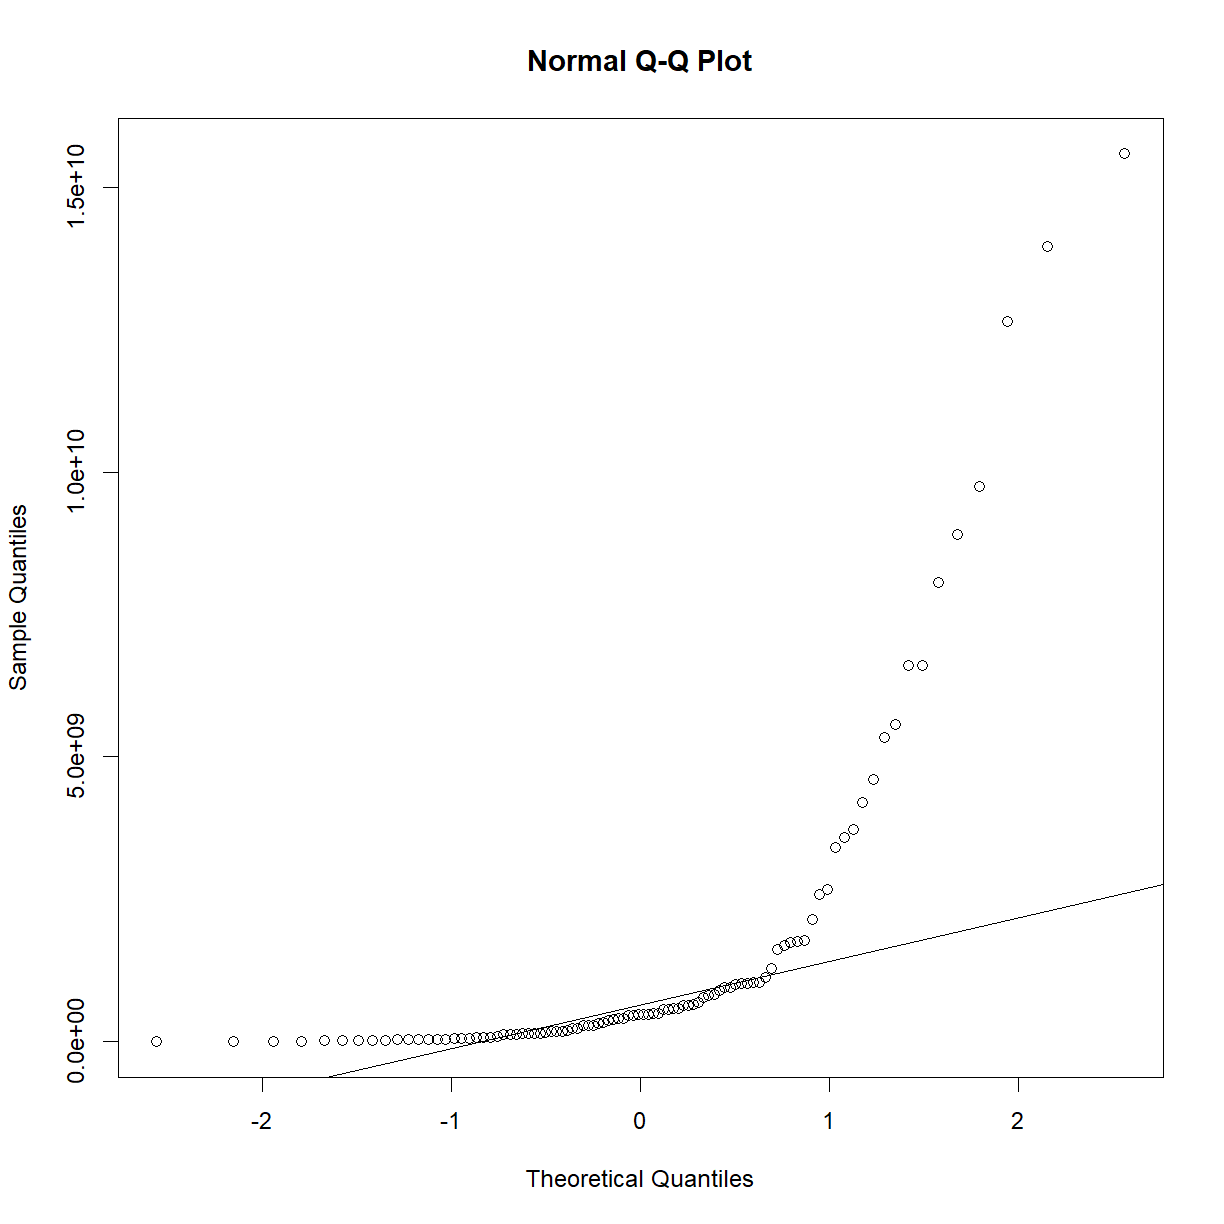 Normal Q-Q Plot
1.5e+10
1.0e+10
5.0e+09
0.0e+00
Sample Quantiles
-2 -1 0 1 2
Theoretical Quantiles